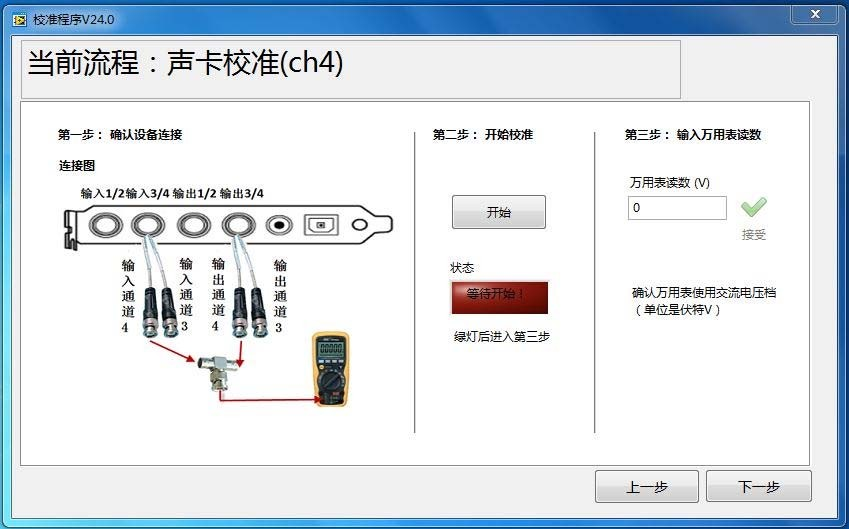 校准程序V24.0
当前流程：声卡校准(ch4)
第一步： 确认设备连接
连接图
输入1/2输入3/4 输出1/2 输出3/4
输入通道4
输入通道3
输出通道4
输出通道3
第二步： 开始校准
开始
状态
等待开始！
绿灯后进入第三步
第三步： 输入万用表读数
万用表读数 (V)
0
接受
确认万用表使用交流电压档
（单位是伏特V）
上一步
下一步